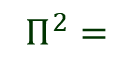 Π² =